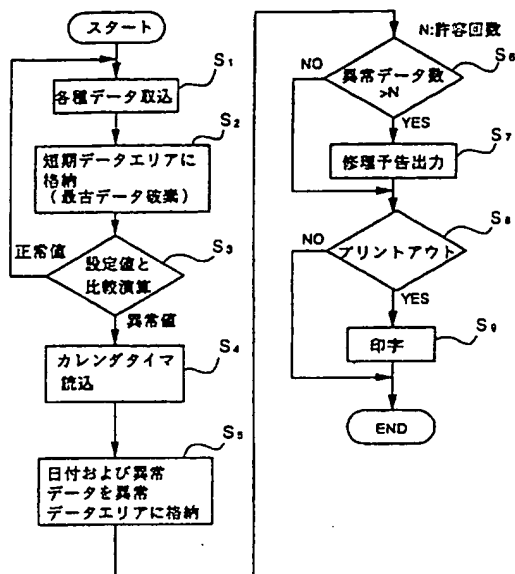 スタート
S1
各種データ取込
S2
短期データエリアに
格納
(最古データ破棄)
正常値
S3
設定値と
比較演算
異常値
S4
カレンダタイマ
読込
S5
日付および異常
データを異常
データエリアに格納
N:許容回数
NO
S6
異常データ数
>N
YES
S7
修理予告出力
NO
S8
プリントアウト
YES
S9
印字
END